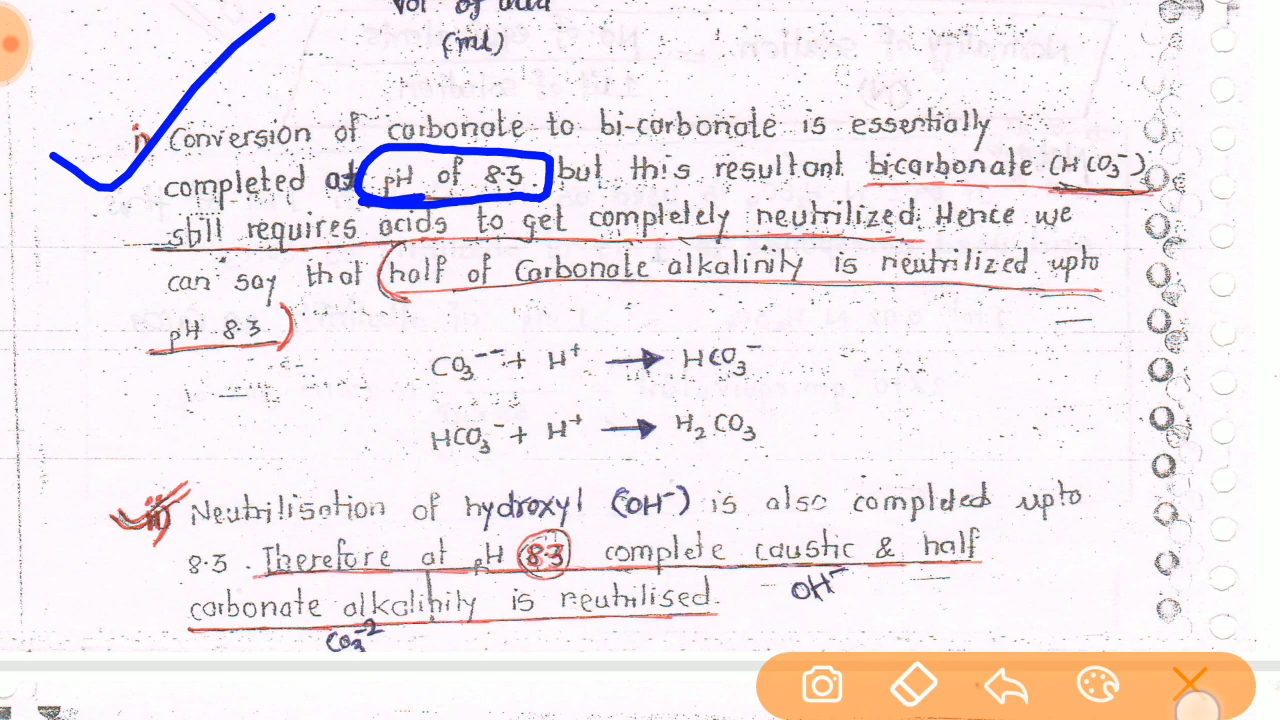 Vol. of acid
(ml)
i) Conversion of carbonate to bi-carbonate is essentially
completed at pH of 8.3 but this resultant bicarbonate (HCO₃⁻)
still requires acids to get completely neutrilized. Hence we
can say that (half of Carbonate alkalinity is neutrilized upto
pH 8.3)
CO₃⁻⁻ + H⁺ → HCO₃⁻
HCO₃⁻ + H⁺ → H₂CO₃
ii) Neutrilisation of hydroxyl (OH⁻) is also completed upto
8.3. Therefore at pH 8.3 complete caustic & half
OH⁻
carbonate alkalinity is neutrilised.
CO₃⁻²